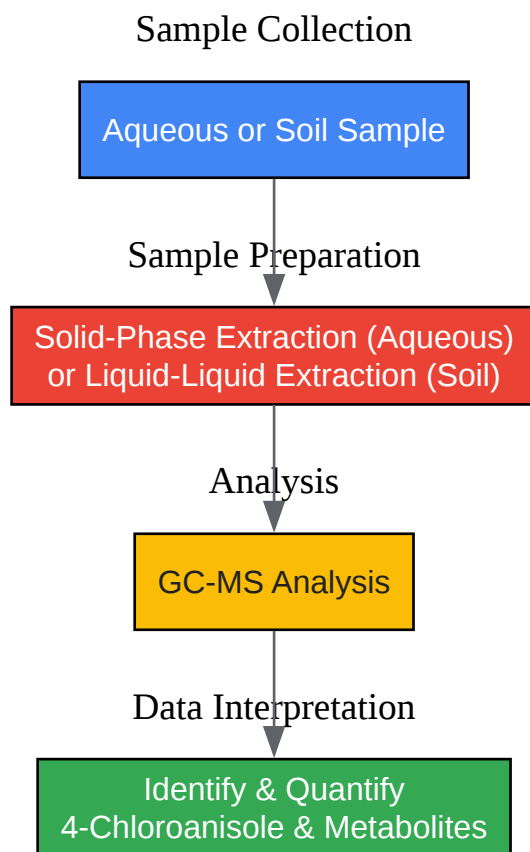 Sample Collection
Aqueous or Soil Sample
Sample Preparation
Solid-Phase Extraction (Aqueous)
or Liquid-Liquid Extraction (Soil)
Analysis
GC-MS Analysis
Data Interpretation
Identify & Quantify
4-Chloroanisole & Metabolites